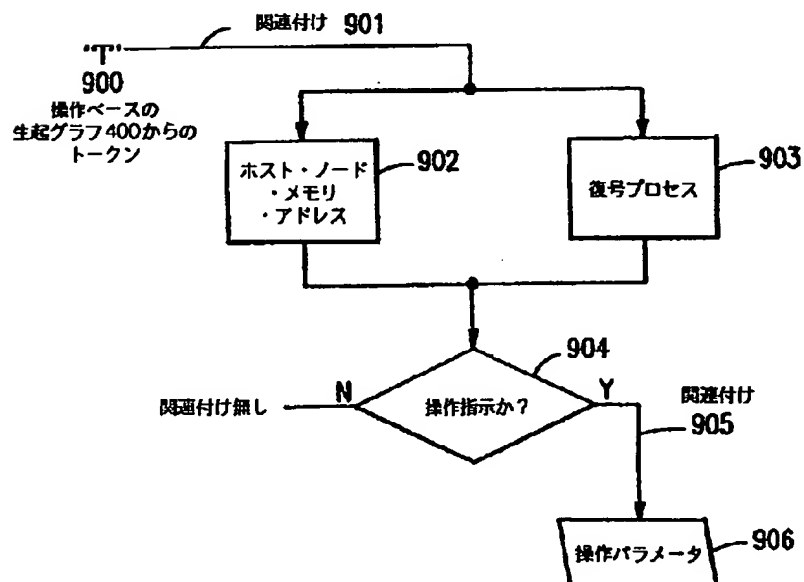 関連付け 901
"T"
900
操作ベースの
生起グラフ400からの
トークン
ホスト・ノード
・メモリ
・アドレス
902
復号プロセス
903
904
操作指示か?
N
関連付け無し
Y
関連付け
905
操作パラメータ
906